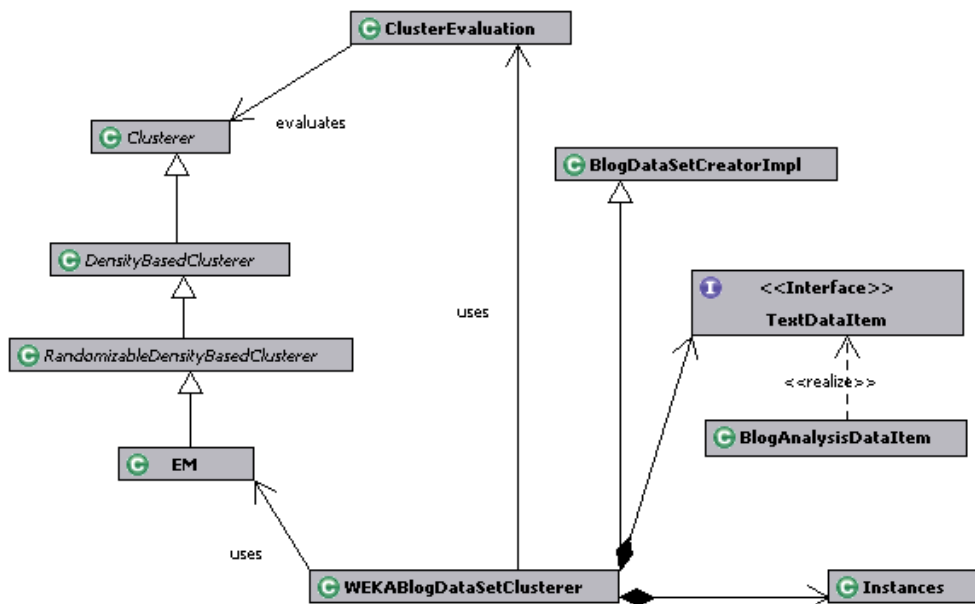 C ClusterEvaluation
evaluates
C Clusterer
C BlogDataSetCreatorImpl
C DensityBasedClusterer
I <<Interface>>
TextDataItem
uses
C RandomizableDensityBasedClusterer
<<realize>>
C BlogAnalysisDataItem
C EM
uses
C WEKABlogDataSetClusterer
C Instances